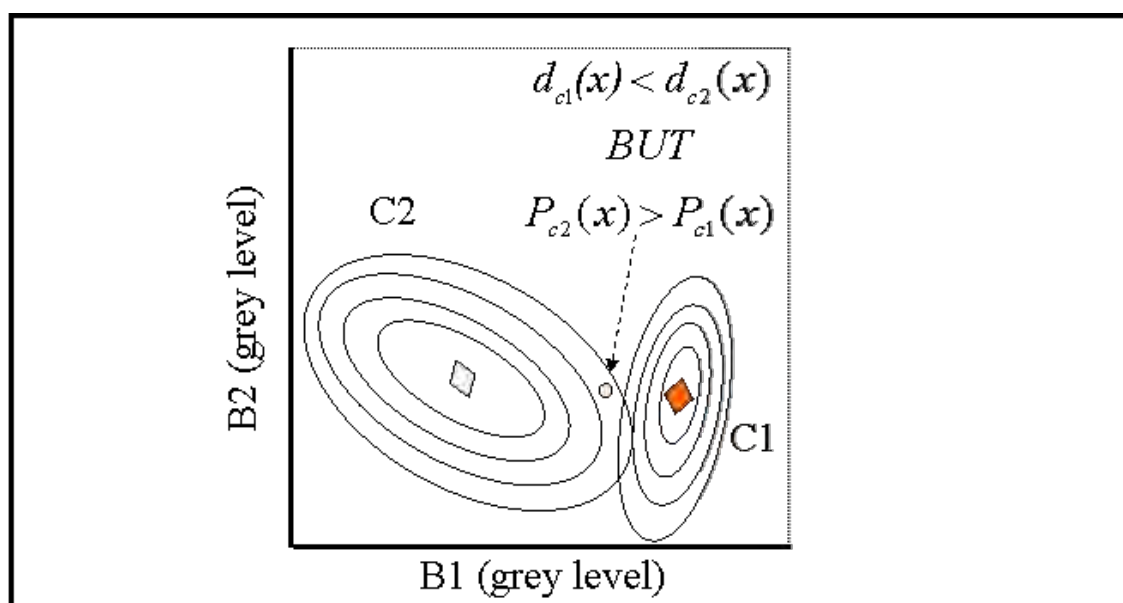 d_c1(x) < d_c2(x)
BUT
C2
P_c2(x) > P_c1(x)
B2 (grey level)
C1
B1 (grey level)